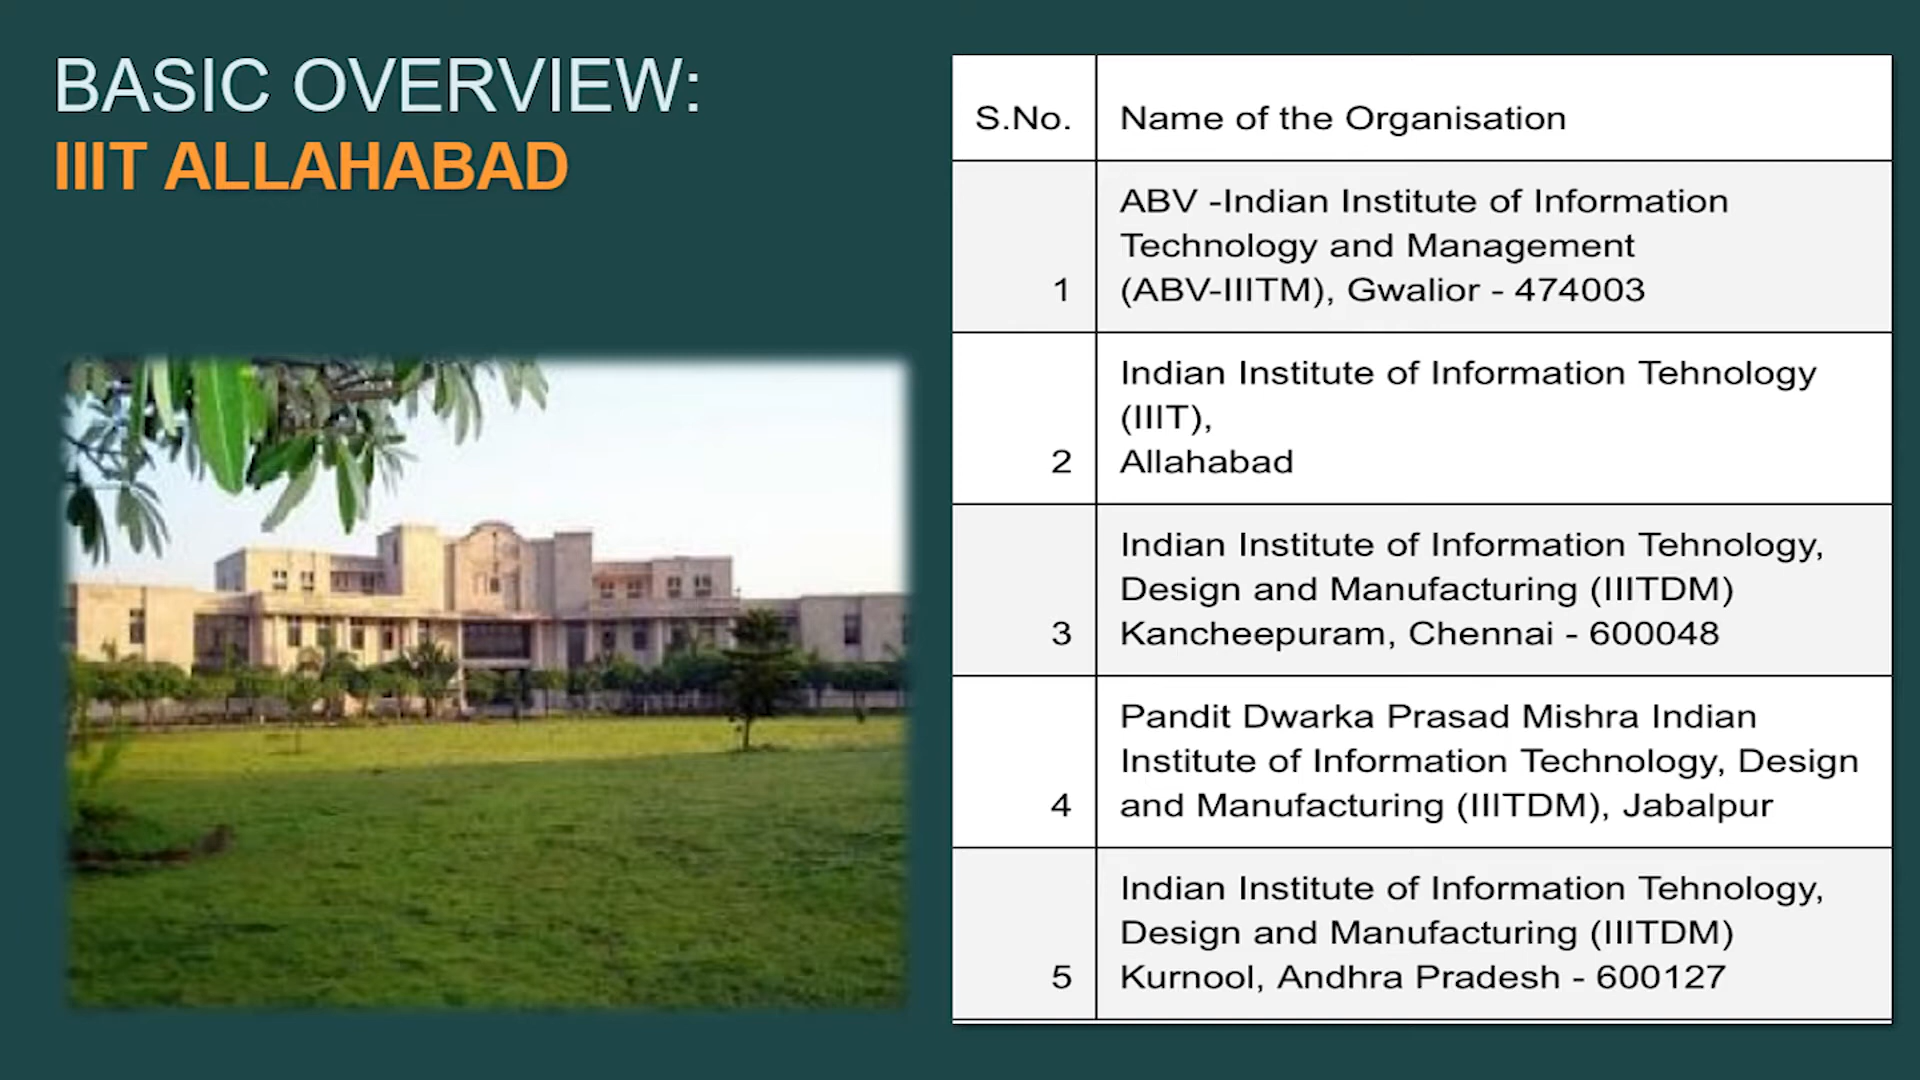 BASIC OVERVIEW:
IIIT ALLAHABAD
S.No. Name of the Organisation
ABV -Indian Institute of Information
Technology and Management
1 (ABV-IIITM), Gwalior - 474003
Indian Institute of Information Tehnology
(IIIT),
2 Allahabad
Indian Institute of Information Tehnology,
Design and Manufacturing (IIITDM)
3 Kancheepuram, Chennai - 600048
Pandit Dwarka Prasad Mishra Indian
Institute of Information Technology, Design
4 and Manufacturing (IIITDM), Jabalpur
Indian Institute of Information Tehnology,
Design and Manufacturing (IIITDM)
5 Kurnool, Andhra Pradesh - 600127